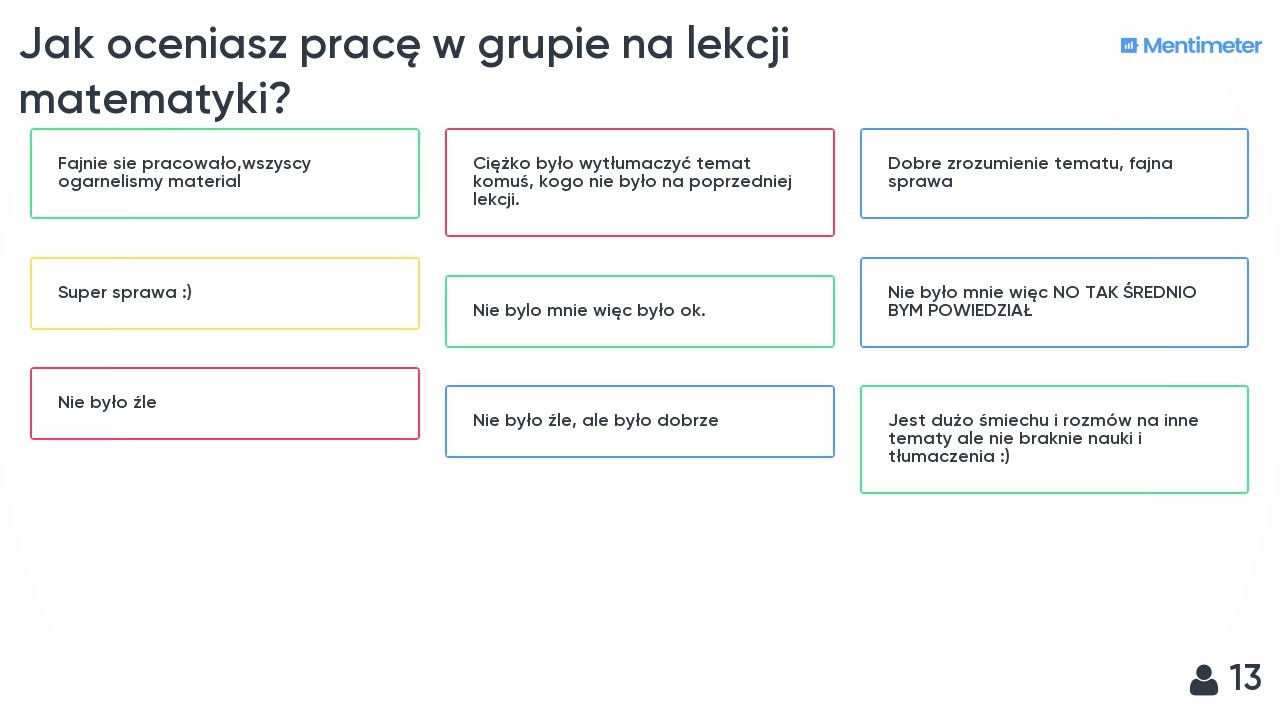 Jak oceniasz pracę w grupie na lekcji
matematyki?
Mentimeter
Fajnie sie pracowało,wszyscy
ogarnelismy material
Ciężko było wytłumaczyć temat
komuś, kogo nie było na poprzedniej
lekcji.
Dobre zrozumienie tematu, fajna
sprawa
Super sprawa :)
Nie bylo mnie więc było ok.
Nie było mnie więc NO TAK ŚREDNIO
BYM POWIEDZIAŁ
Nie było źle
Nie było źle, ale było dobrze
Jest dużo śmiechu i rozmów na inne
tematy ale nie braknie nauki i
tłumaczenia :)
13